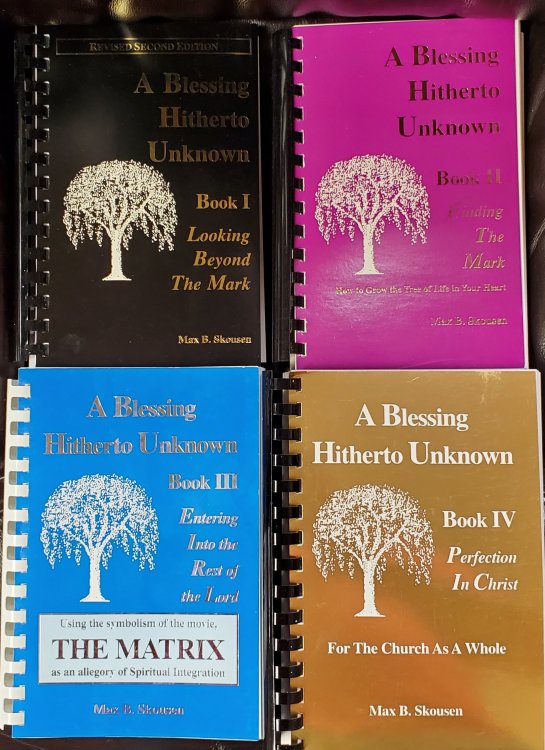 REVISED SECOND EDITION
A Blessing
Hitherto
Unknown
Book I
Looking
Beyond
The Mark
Max B. Skousen
A Blessing
Hitherto
Unknown
Book II
Finding
The
Mark
How to Grow the Tree of Life in Your Heart
Max B. Skousen
A Blessing
Hitherto Unknown
Book III
Entering
Into the
Rest of
the Lord
Using the symbolism of the movie,
THE MATRIX
as an allegory of Spiritual Integration
Max B. Skousen
A Blessing
Hitherto Unknown
Book IV
Perfection
In Christ
For The Church As A Whole
Max B. Skousen